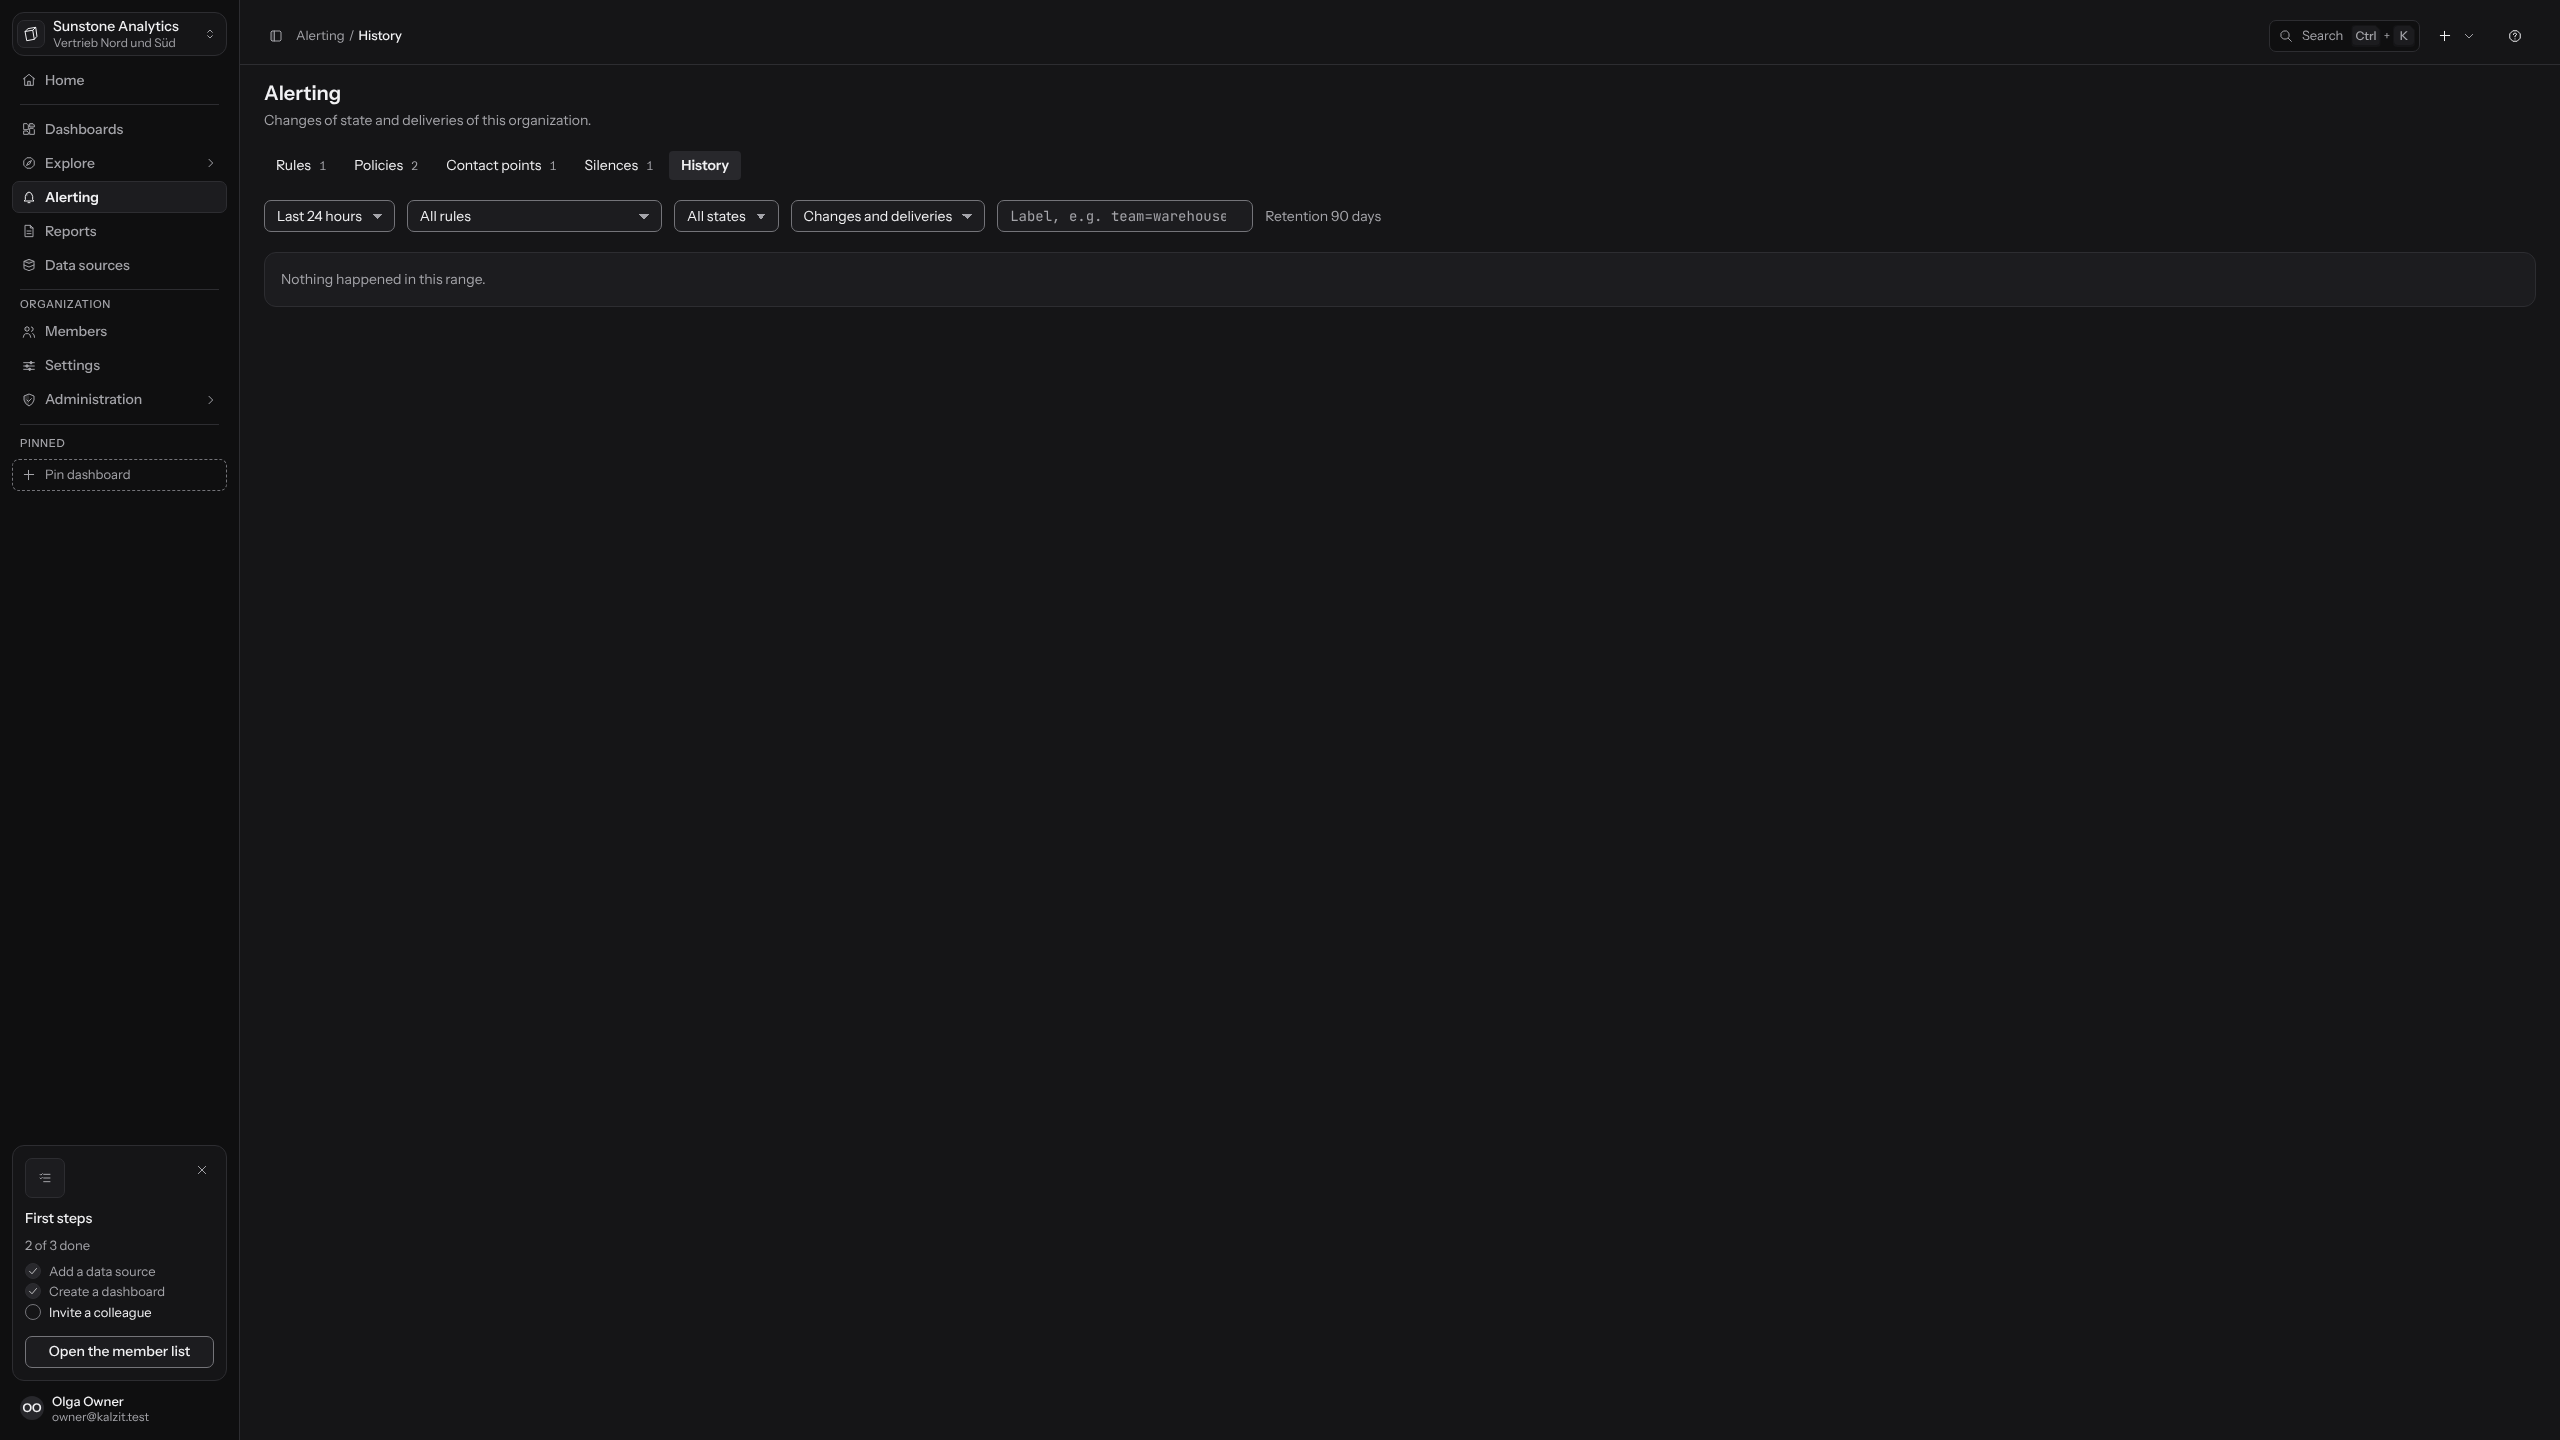 Sunstone Analytics
Vertrieb Nord und Süd
Home
Dashboards
Explore
Alerting
Reports
Data sources
ORGANIZATION
Members
Settings
Administration
PINNED
Pin dashboard
First steps
2 of 3 done
Add a data source
Create a dashboard
Invite a colleague
Open the member list
OO
Olga Owner
owner@kalzit.test
Alerting / History
Search Ctrl + K
Alerting
Changes of state and deliveries of this organization.
Rules 1 Policies 2 Contact points 1 Silences 1 History
Last 24 hours All rules All states Changes and deliveries Label, e.g. team=warehouse Retention 90 days
Nothing happened in this range.